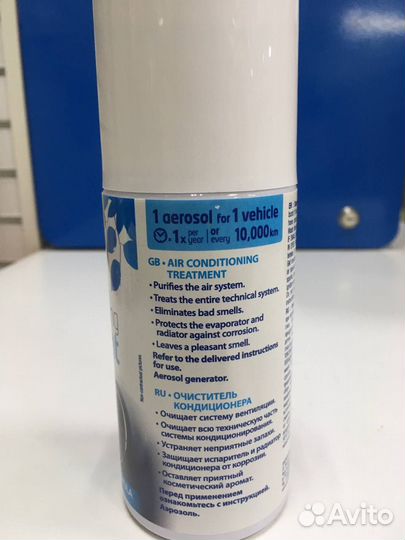 1 aerosol for 1 vehicle
1x per year or every 10,000km
GB • AIR CONDITIONING
TREATMENT
• Purifies the air system.
• Treats the entire technical system.
• Eliminates bad smells.
• Protects the evaporator and
radiator against corrosion.
• Leaves a pleasant smell.
Refer to the delivered instructions
for use.
Aerosol generator.
RU • ОЧИСТИТЕЛЬ
КОНДИЦИОНЕРА
• Очищает систему вентиляции.
• Очищает всю техническую часть
системы кондиционирования.
• Устраняет неприятные запахи.
• Защищает испаритель и радиатор
кондиционера от коррозии.
• Оставляет приятный
косметический аромат.
Перед применением
ознакомьтесь с инструкцией.
Аэрозоль.
Non-contractual pictures
Avito